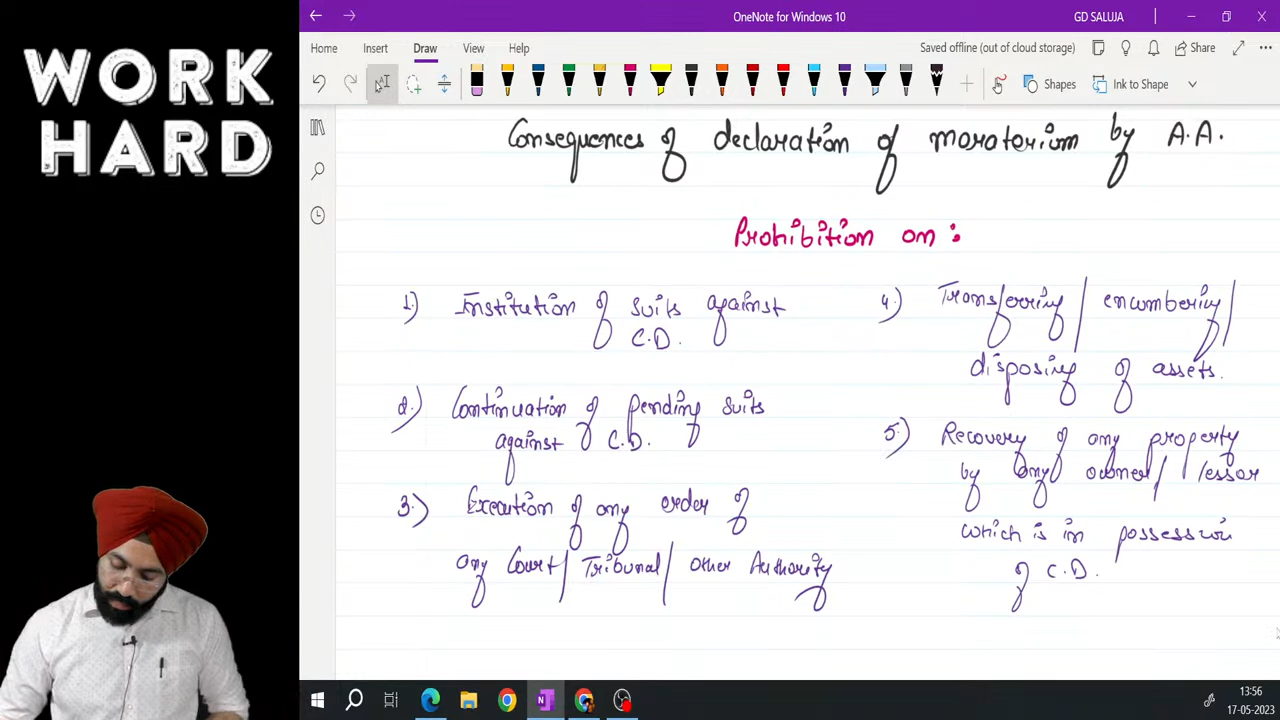 WORK
HARD
OneNote for Windows 10
GD SALUJA
Home
Insert
Draw
View
Help
Saved offline (out of cloud storage)
Share
Shapes
Ink to Shape
Consequences of declaration of moratorium by A.A.
Prohibition on :
1.) Institution of suits against
C.D.
2.) Continuation of pending suits
against C.D.
3.) Execution of any order of
any Court/ Tribunal/ other Authority
4.) Transferring/ encumbering/
disposing of assets.
5.) Recovery of any property
by any owner/ lessor
which is in possession
of C.D.
13:56
17-05-2023